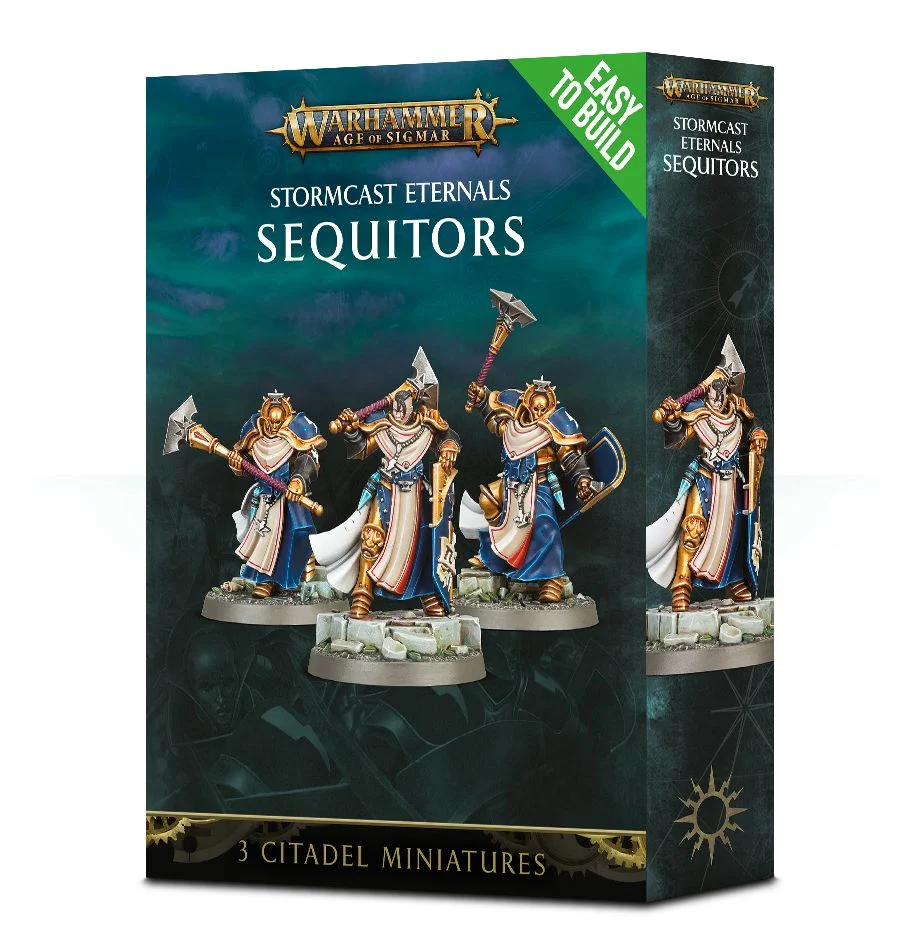 WARHAMMER
AGE OF SIGMAR
STORMCAST ETERNALS
SEQUITORS
EASY
TO BUILD
3 CITADEL MINIATURES
WARHAMMER
AGE OF SIGMAR
STORMCAST
ETERNALS
SEQUITORS